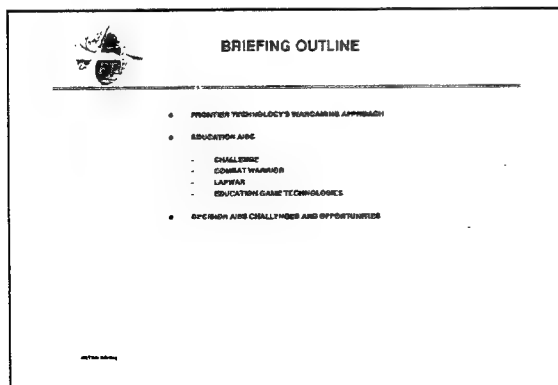 BRIEFING OUTLINE
• FRONTIER TECHNOLOGY'S WARGAMING APPROACH
• EDUCATION AIDS
- CHALLENGE
- COMBAT WARRIOR
- LAPWAR
- EDUCATION GAME TECHNOLOGIES
• DECISION AIDS CHALLENGES AND OPPORTUNITIES